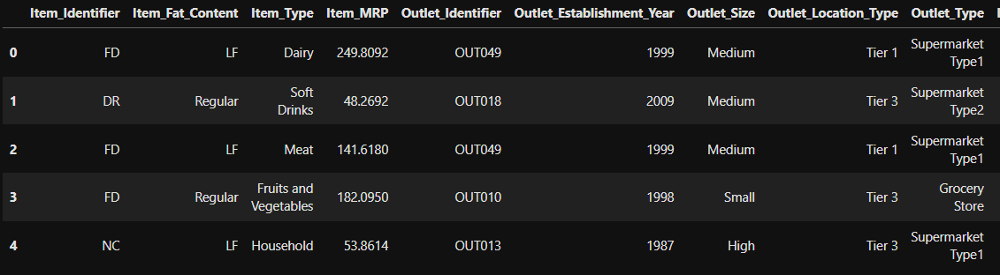 Item_Identifier Item_Fat_Content Item_Type Item_MRP Outlet_Identifier Outlet_Establishment_Year Outlet_Size Outlet_Location_Type Outlet_Type
0 FD LF Dairy 249.8092 OUT049 1999 Medium Tier 1 Supermarket Type1
1 DR Regular Soft Drinks 48.2692 OUT018 2009 Medium Tier 3 Supermarket Type2
2 FD LF Meat 141.6180 OUT049 1999 Medium Tier 1 Supermarket Type1
3 FD Regular Fruits and Vegetables 182.0950 OUT010 1998 Small Tier 3 Grocery Store
4 NC LF Household 53.8614 OUT013 1987 High Tier 3 Supermarket Type1